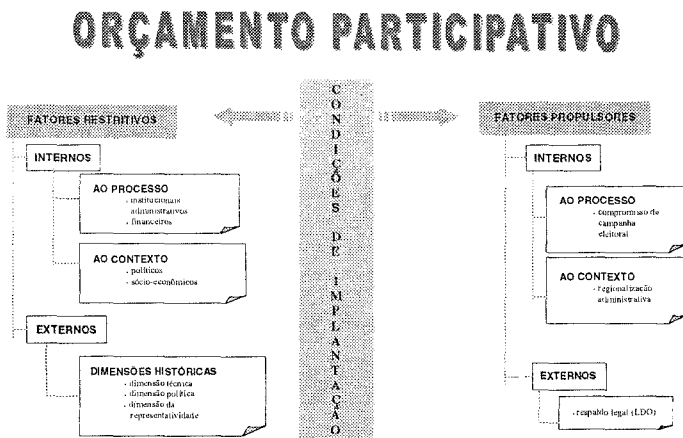 ORÇAMENTO PARTICIPATIVO
FATORES RESTRITIVOS
INTERNOS
AO PROCESSO
. institucionais
administrativos
. financeiros
AO CONTEXTO
. políticos
. sócio-econômicos
EXTERNOS
DIMENSÕES HISTÓRICAS
. dimensão técnica
. dimensão política
. dimensão da
representatividade
CONDIÇÕES DE IMPLANTAÇÃO
FATORES PROPULSORES
INTERNOS
AO PROCESSO
. compromisso de
campanha
eleitoral
AO CONTEXTO
. regionalização
administrativa
EXTERNOS
. respaldo legal (LDO)